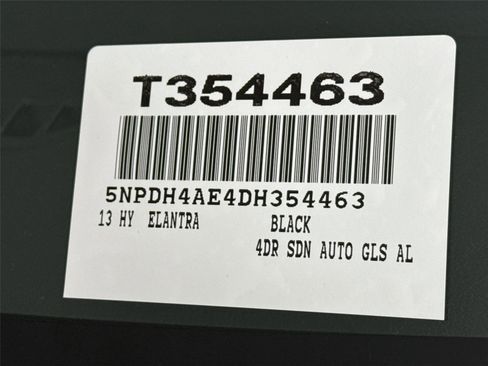 T354463
5NPDH4AE4DH354463
13 HY ELANTRA BLACK
4DR SDN AUTO GLS AL